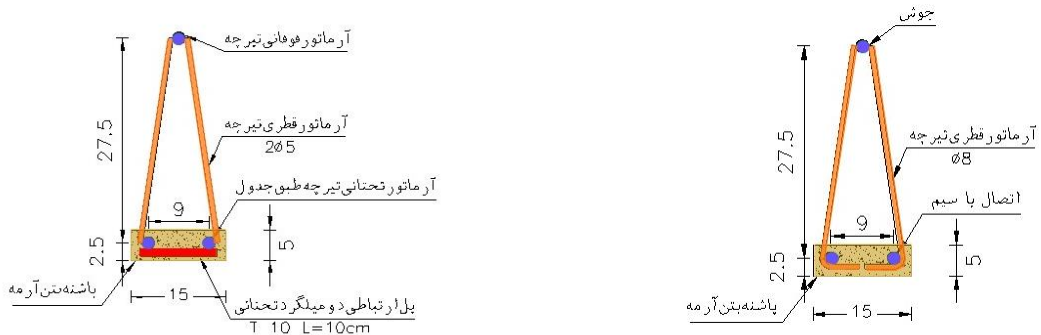 آرماتور فوقانی تیرچه
آرماتور قطری تیرچه
2ø5
آرماتور تحتانی تیرچه طبق جدول
27.5
9
2.5
5
15
پاشنه بتن آرمه
پل ارتباطی دو میلگرد تحتانی
T 10 L=10cm
جوش
آرماتور قطری تیرچه
ø8
اتصال با سیم
27.5
9
2.5
5
15
پاشنه بتن آرمه